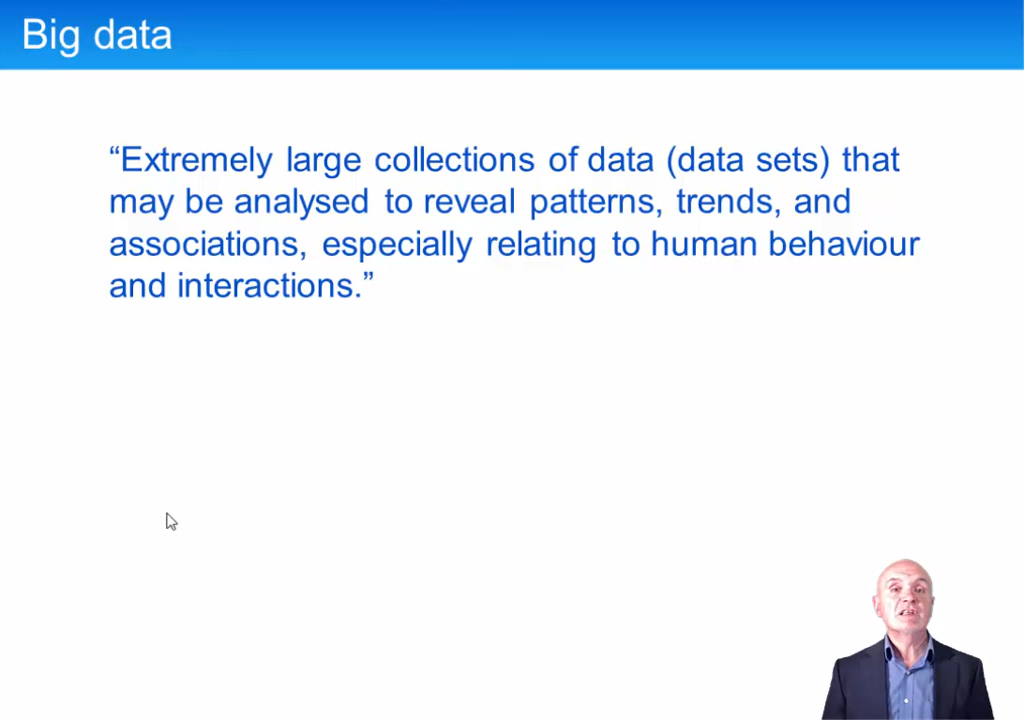 Big data
“Extremely large collections of data (data sets) that
may be analysed to reveal patterns, trends, and
associations, especially relating to human behaviour
and interactions.”